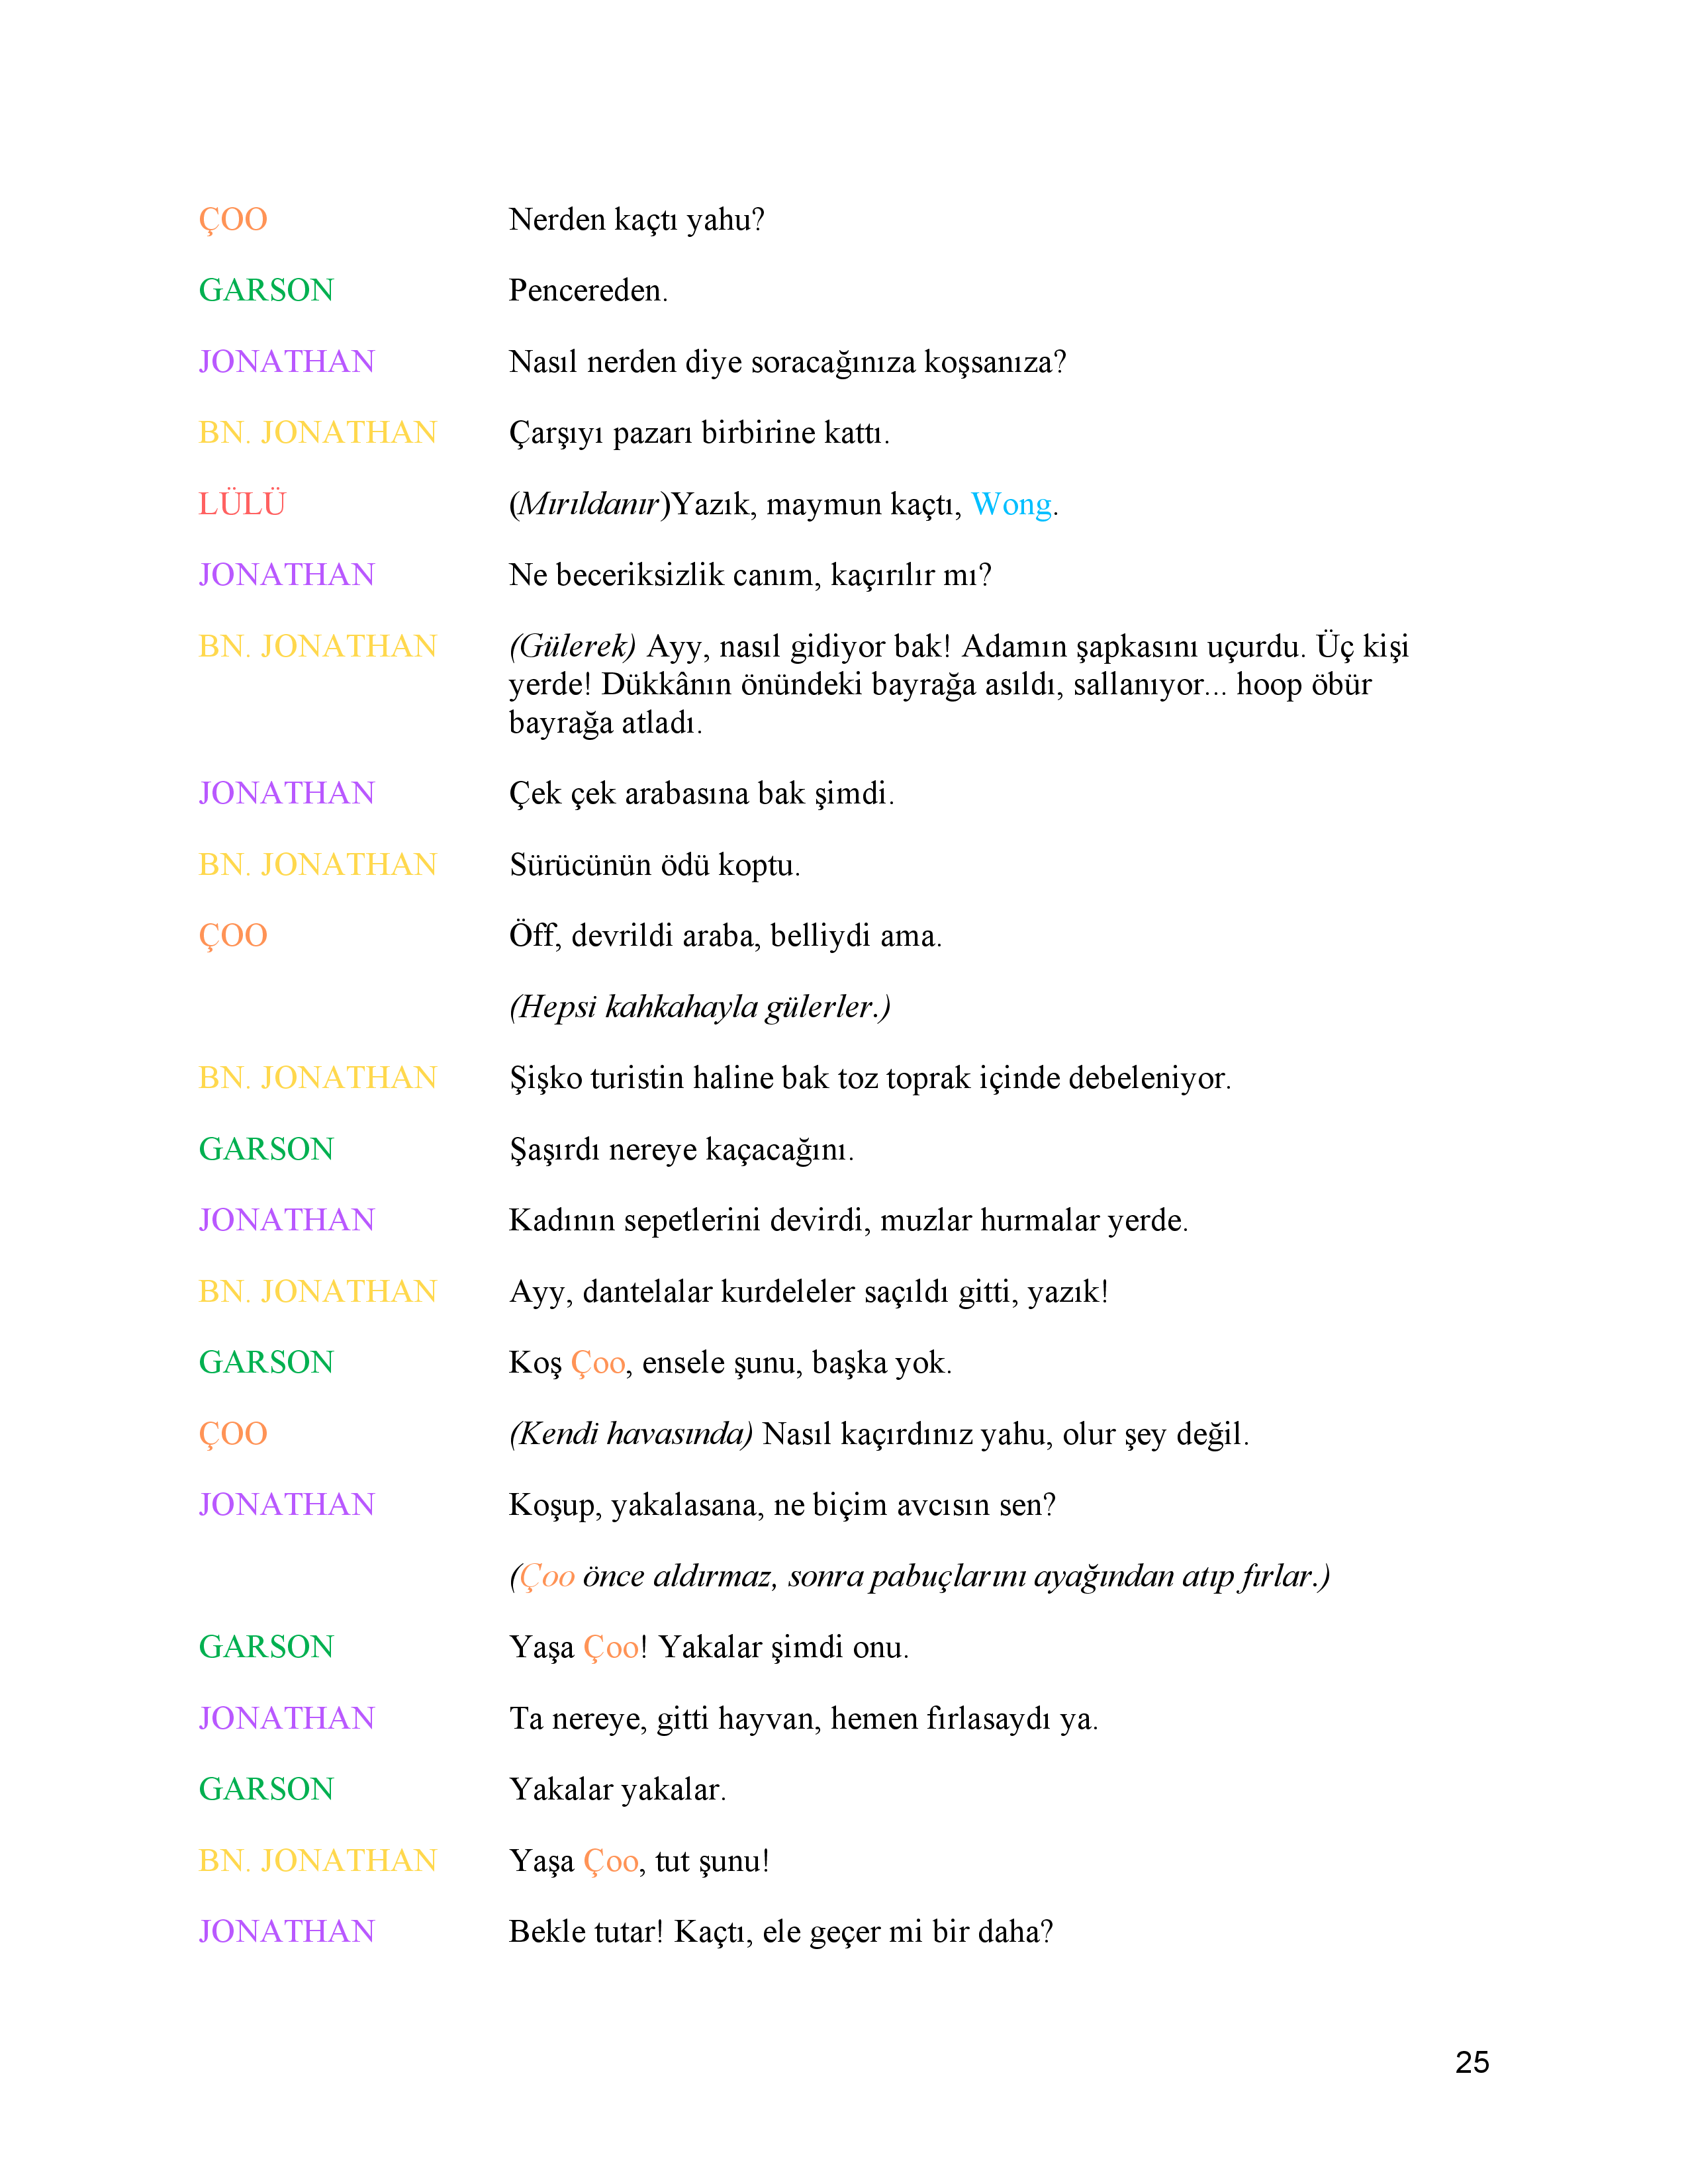 ÇOO Nerden kaçtı yahu?
GARSON Pencereden.
JONATHAN Nasıl nerden diye soracağınıza koşsanıza?
BN. JONATHAN Çarşıyı pazarı birbirine kattı.
LÜLÜ (Mırıldanır)Yazık, maymun kaçtı, Wong.
JONATHAN Ne beceriksizlik canım, kaçırılır mı?
BN. JONATHAN (Gülerek) Ayy, nasıl gidiyor bak! Adamın şapkasını uçurdu. Üç kişi
yerde! Dükkânın önündeki bayrağa asıldı, sallanıyor... hoop öbür
bayrağa atladı.
JONATHAN Çek çek arabasına bak şimdi.
BN. JONATHAN Sürücünün ödü koptu.
ÇOO Öff, devrildi araba, belliydi ama.
(Hepsi kahkahayla gülerler.)
BN. JONATHAN Şişko turistin haline bak toz toprak içinde debeleniyor.
GARSON Şaşırdı nereye kaçacağını.
JONATHAN Kadının sepetlerini devirdi, muzlar hurmalar yerde.
BN. JONATHAN Ayy, dantelalar kurdeleler saçıldı gitti, yazık!
GARSON Koş Çoo, ensele şunu, başka yok.
ÇOO (Kendi havasında) Nasıl kaçırdınız yahu, olur şey değil.
JONATHAN Koşup, yakalasana, ne biçim avcısın sen?
(Çoo önce aldırmaz, sonra pabuçlarını ayağından atıp fırlar.)
GARSON Yaşa Çoo! Yakalar şimdi onu.
JONATHAN Ta nereye, gitti hayvan, hemen fırlasaydı ya.
GARSON Yakalar yakalar.
BN. JONATHAN Yaşa Çoo, tut şunu!
JONATHAN Bekle tutar! Kaçtı, ele geçer mi bir daha?
25